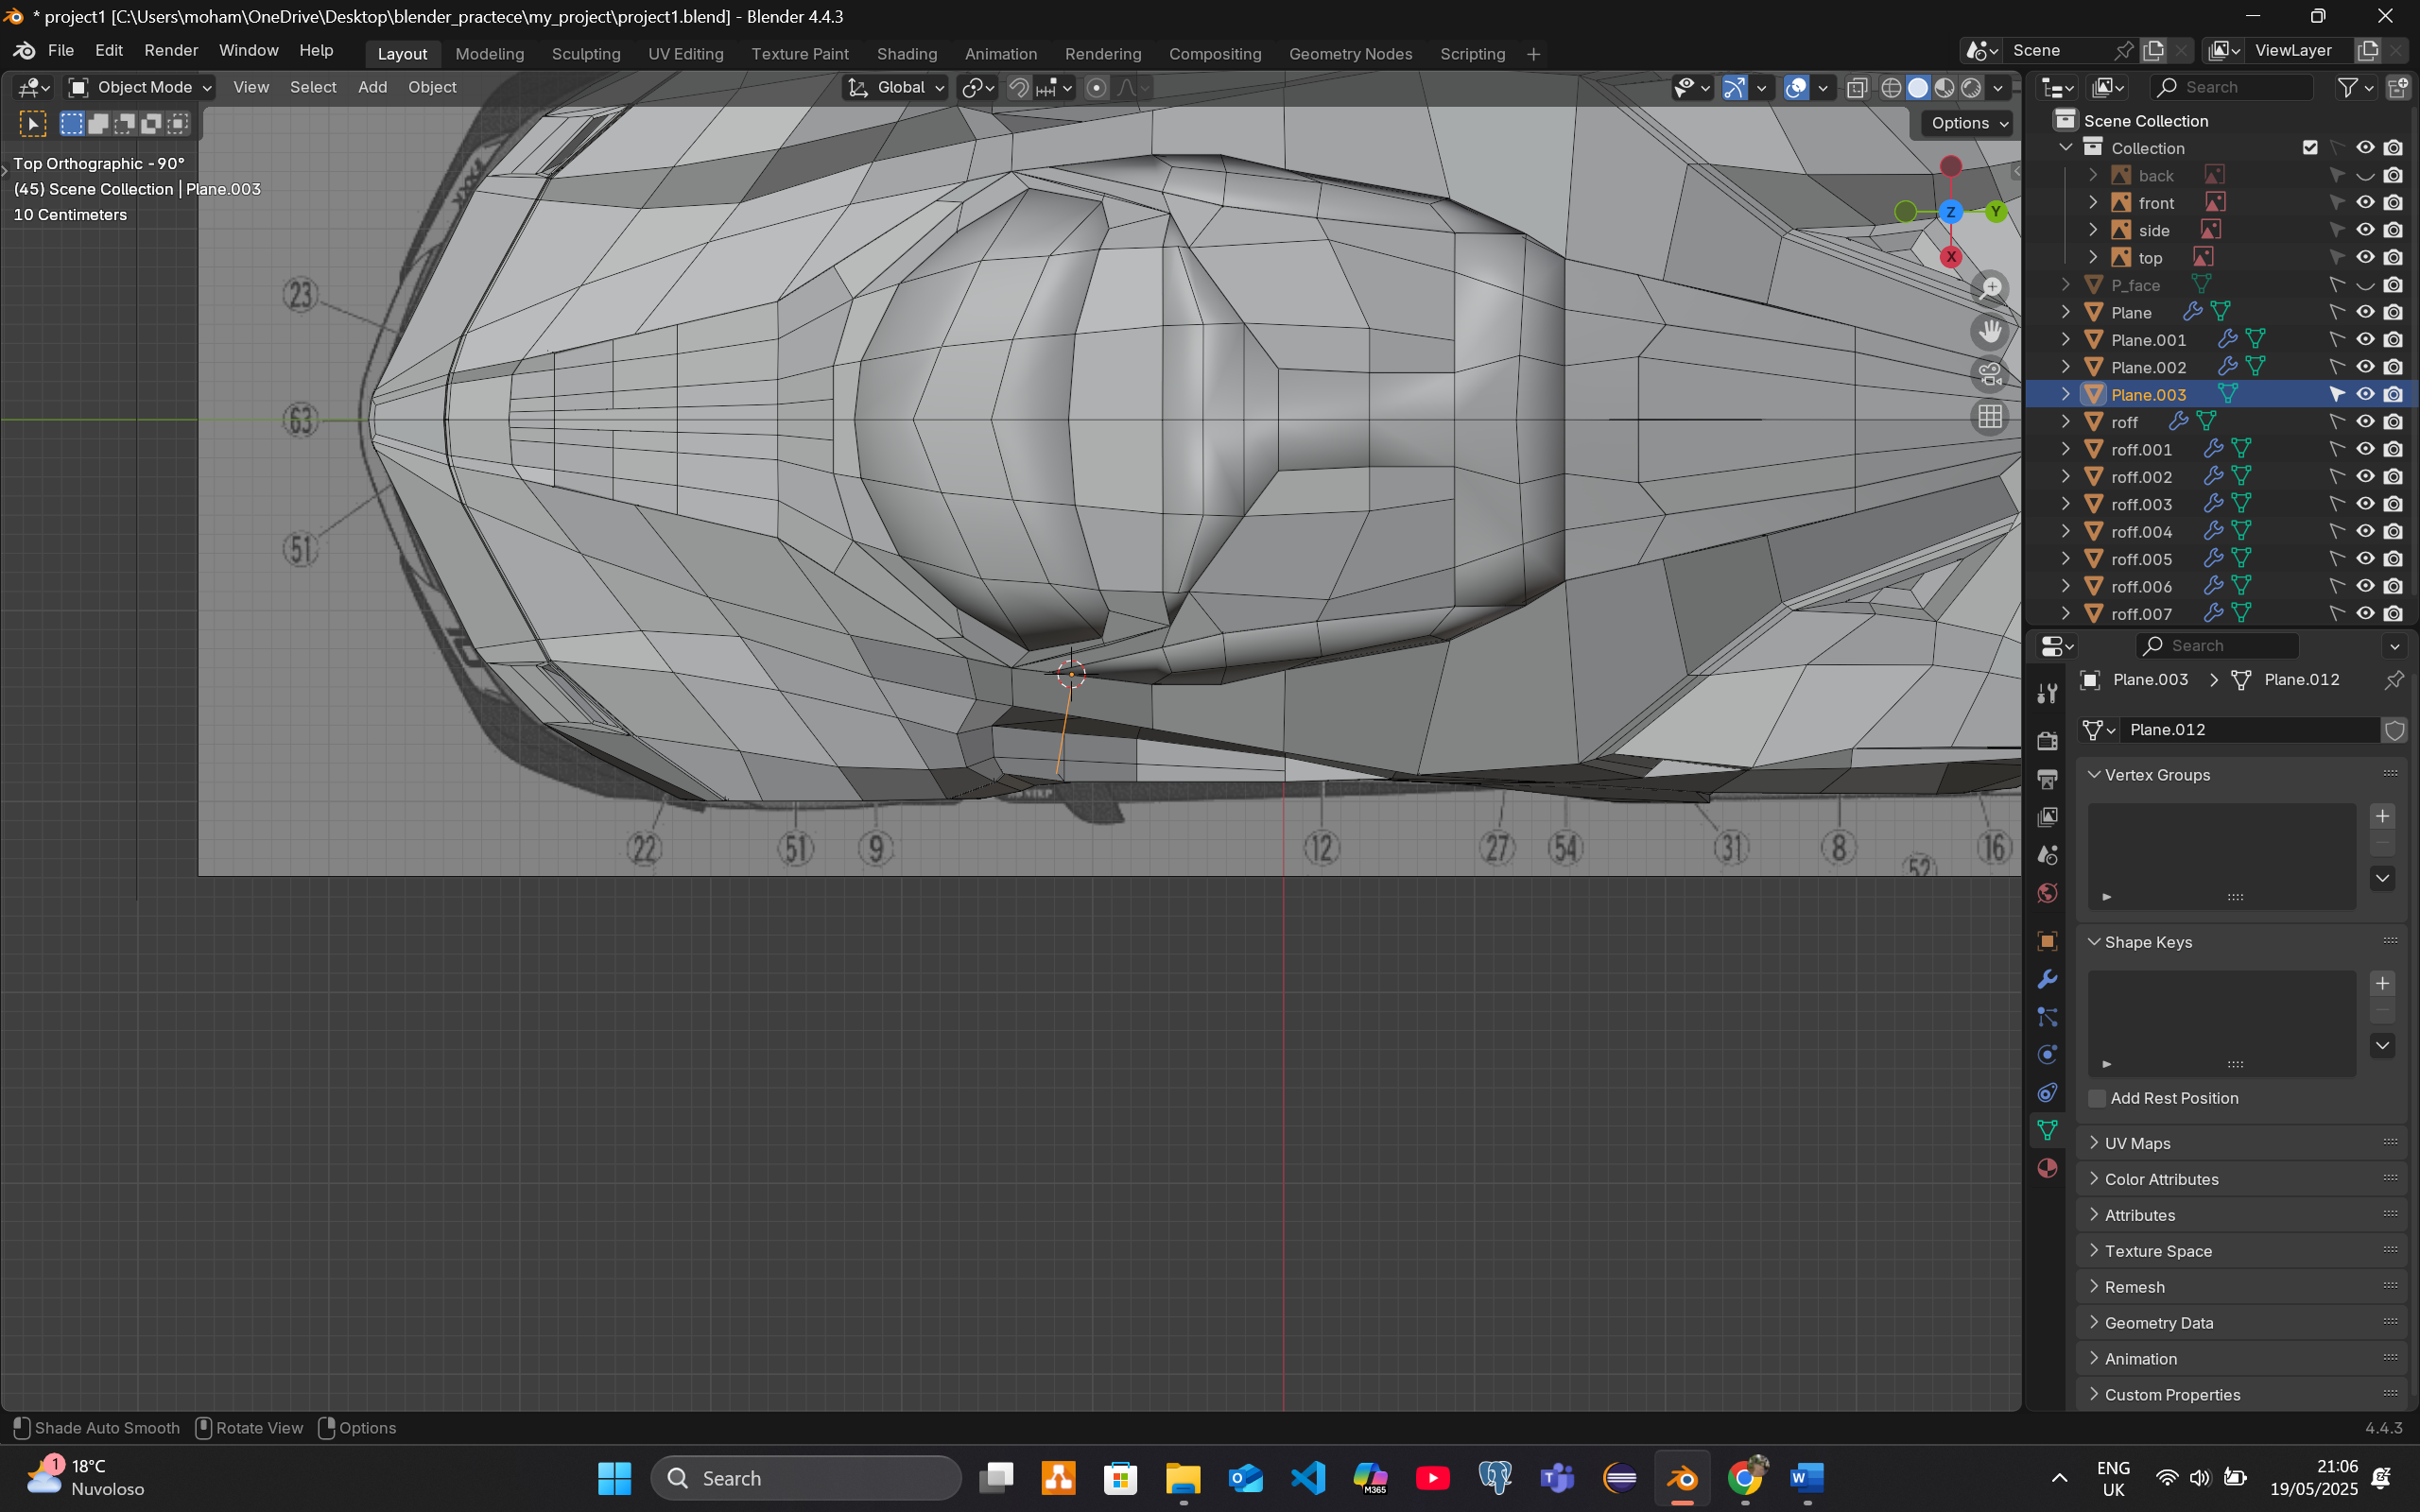 * project1 [C:\Users\moham\OneDrive\Desktop\blender_practece\my_project\project1.blend] - Blender 4.4.3
File Edit Render Window Help
Layout Modeling Sculpting UV Editing Texture Paint Shading Animation Rendering Compositing Geometry Nodes Scripting +
Scene
ViewLayer
Object Mode View Select Add Object
Global
Search
Options
Top Orthographic -90°
(45) Scene Collection | Plane.003
10 Centimeters
Scene Collection
Collection
back
front
side
top
P_face
Plane
Plane.001
Plane.002
Plane.003
roff
roff.001
roff.002
roff.003
roff.004
roff.005
roff.006
roff.007
X
Y
Z
23
63
51
22
51
9
12
27
54
31
8
52
16
Search
Plane.003 > Plane.012
Plane.012
Vertex Groups
Shape Keys
Add Rest Position
UV Maps
Color Attributes
Attributes
Texture Space
Remesh
Geometry Data
Animation
Custom Properties
Shade Auto Smooth Rotate View Options
4.4.3
1
18°C
Nuvoloso
Search
M365
ENG
UK
21:06
19/05/2025